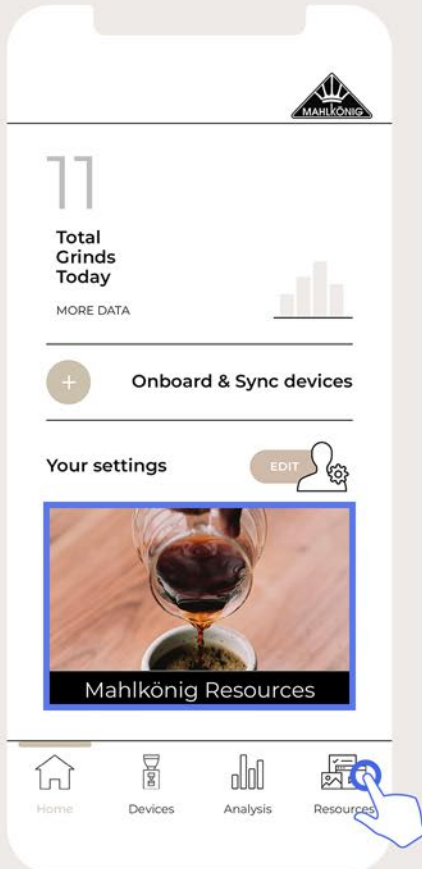 MAHLKÖNIG
11
Total
Grinds
Today
MORE DATA
+
Onboard & Sync devices
Your settings
EDIT
Mahlkönig Resources
Home
Devices
Analysis
Resources